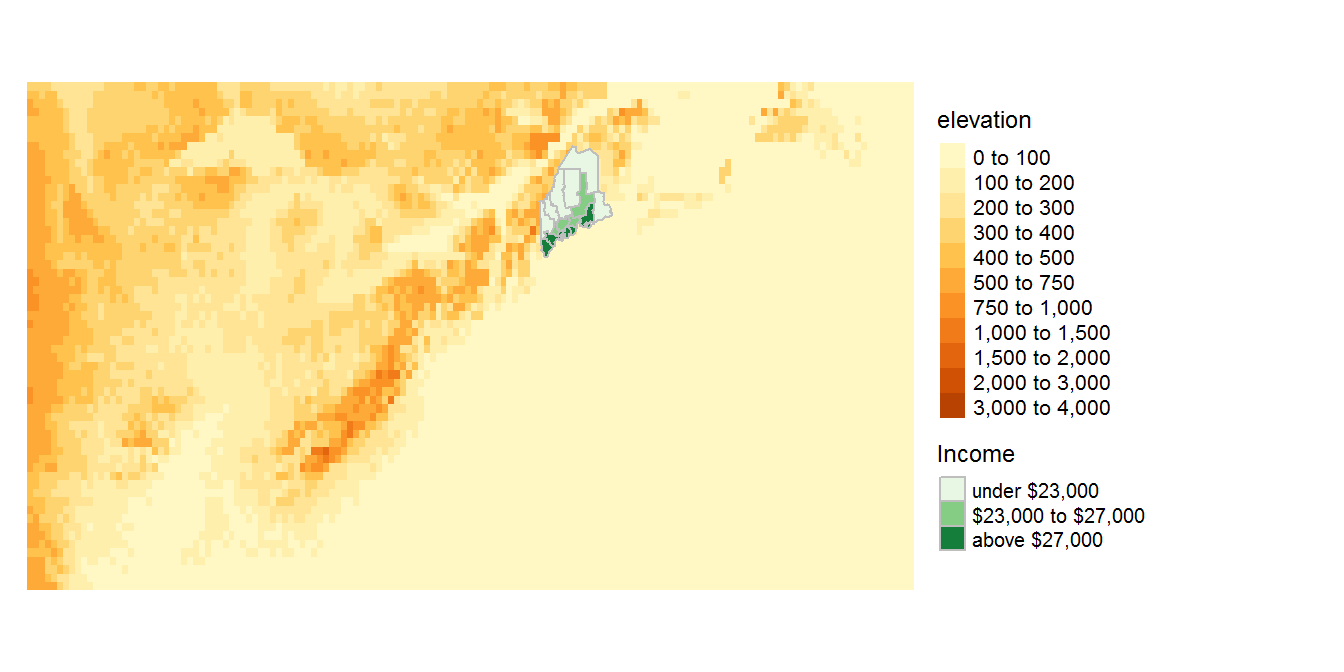 elevation
0 to 100
100 to 200
200 to 300
300 to 400
400 to 500
500 to 750
750 to 1,000
1,000 to 1,500
1,500 to 2,000
2,000 to 3,000
3,000 to 4,000
Income
under $23,000
$23,000 to $27,000
above $27,000